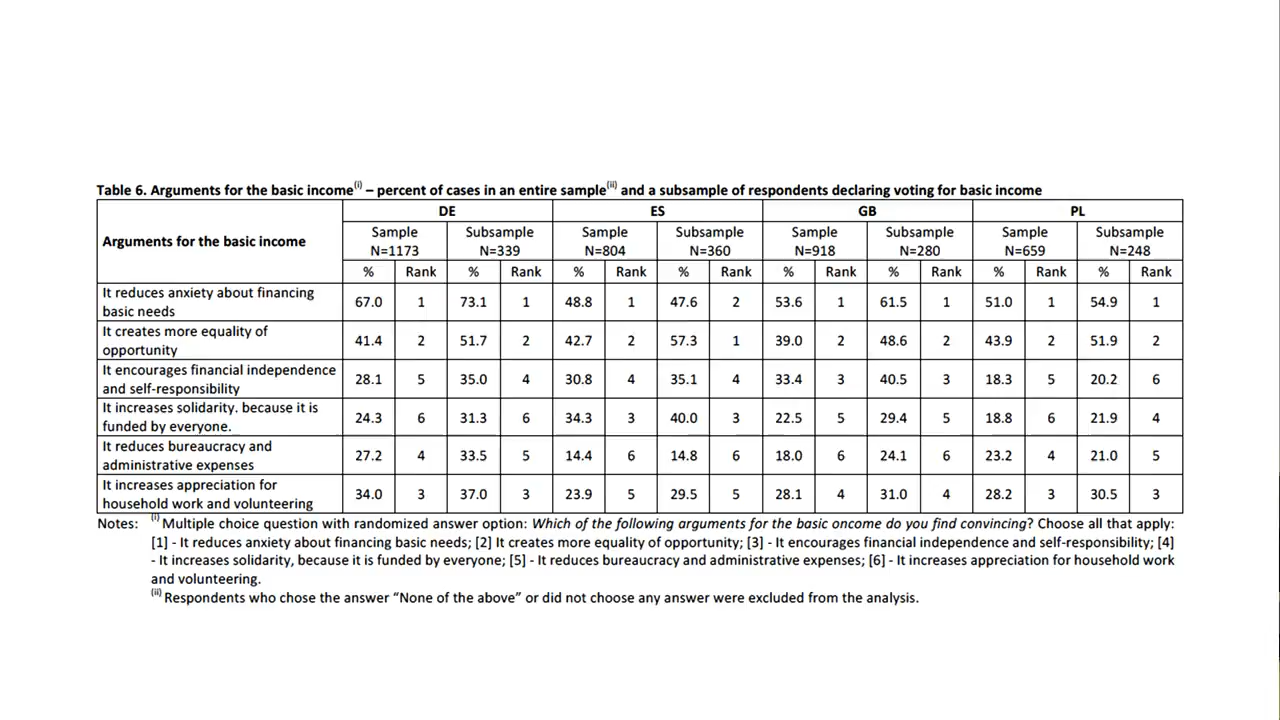 Table 6. Arguments for the basic income(i) – percent of cases in an entire sample(ii) and a subsample of respondents declaring voting for basic income
Arguments for the basic income DE ES GB PL
Sample N=1173 Subsample N=339 Sample N=804 Subsample N=360 Sample N=918 Subsample N=280 Sample N=659 Subsample N=248
% Rank % Rank % Rank % Rank % Rank % Rank % Rank % Rank
It reduces anxiety about financing basic needs 67.0 1 73.1 1 48.8 1 47.6 2 53.6 1 61.5 1 51.0 1 54.9 1
It creates more equality of opportunity 41.4 2 51.7 2 42.7 2 57.3 1 39.0 2 48.6 2 43.9 2 51.9 2
It encourages financial independence and self-responsibility 28.1 5 35.0 4 30.8 4 35.1 4 33.4 3 40.5 3 18.3 5 20.2 6
It increases solidarity. because it is funded by everyone. 24.3 6 31.3 6 34.3 3 40.0 3 22.5 5 29.4 5 18.8 6 21.9 4
It reduces bureaucracy and administrative expenses 27.2 4 33.5 5 14.4 6 14.8 6 18.0 6 24.1 6 23.2 4 21.0 5
It increases appreciation for household work and volunteering 34.0 3 37.0 3 23.9 5 29.5 5 28.1 4 31.0 4 28.2 3 30.5 3
Notes: (i) Multiple choice question with randomized answer option: Which of the following arguments for the basic oncome do you find convincing? Choose all that apply:
[1] - It reduces anxiety about financing basic needs; [2] It creates more equality of opportunity; [3] - It encourages financial independence and self-responsibility; [4]
- It increases solidarity, because it is funded by everyone; [5] - It reduces bureaucracy and administrative expenses; [6] - It increases appreciation for household work
and volunteering.
(ii) Respondents who chose the answer “None of the above” or did not choose any answer were excluded from the analysis.